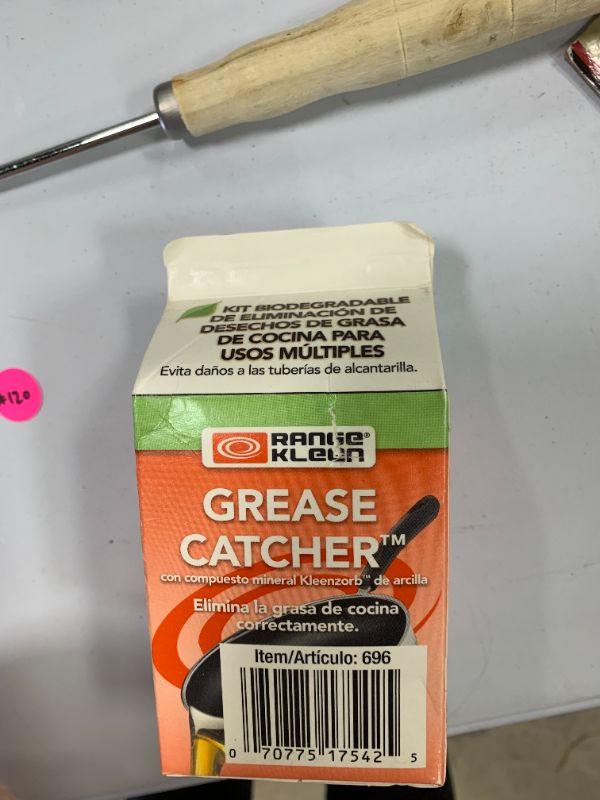 KIT BIODEGRADABLE
DE ELIMINACIÓN DE
DESECHOS DE GRASA
DE COCINA PARA
USOS MÚLTIPLES
Evita daños a las tuberías de alcantarilla.
RANGE®
KLEEN
GREASE
CATCHER™
con compuesto mineral Kleenzorb™ de arcilla
Elimina la grasa de cocina
correctamente.
Item/Artículo: 696
0 70775 17542 5
#120